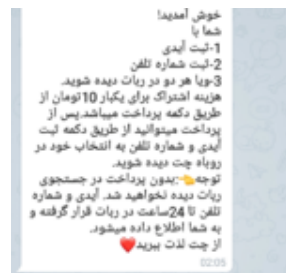 خوش آمدید!
شما با
1-ثبت آیدی
2-ثبت شماره تلفن
3-ویا هر دو در ربات دیده شوید.
هزینه اشتراک برای یکبار 10تومان از
طریق دکمه پرداخت میباشد.پس از
پرداخت میتوانید از طریق دکمه ثبت
آیدی و شماره تلفن به انتخاب خود در
روباه چت دیده شوید.
توجه👈:بدون پرداخت در جستجوی
ربات دیده نخواهید شد. آیدی و شماره
تلفن تا 24ساعت در ربات قرار گرفته و
به شما اطلاع داده میشود.
از چت لذت ببرید❤️
02:05